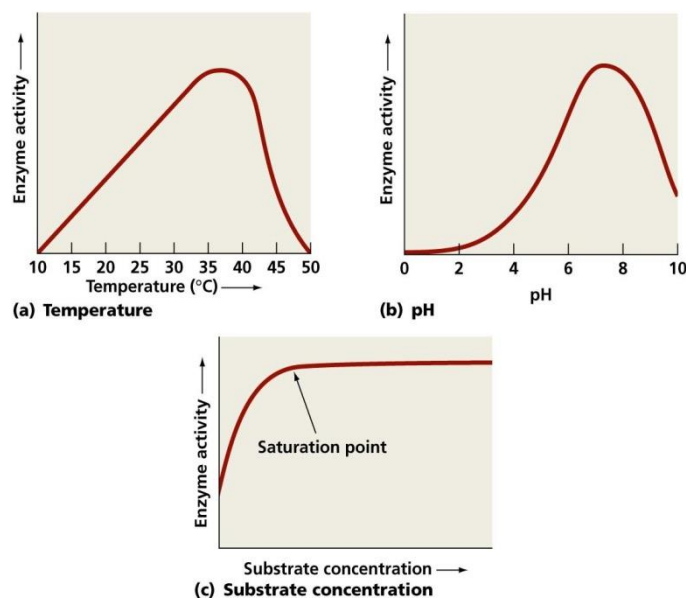 Enzyme activity
10 15 20 25 30 35 40 45 50
Temperature (°C)
(a) Temperature
Enzyme activity
0 2 4 6 8 10
pH
(b) pH
Enzyme activity
Saturation point
Substrate concentration
(c) Substrate concentration